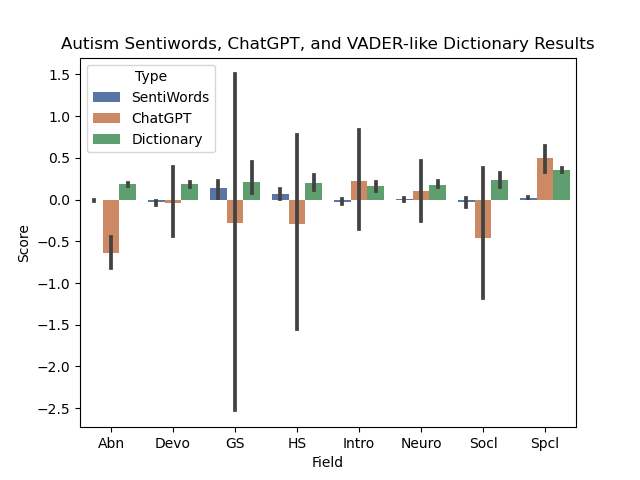 Autism Sentiwords, ChatGPT, and VADER-like Dictionary Results
Type
SentiWords
ChatGPT
Dictionary
1.5
1.0
0.5
0.0
−0.5
−1.0
−1.5
−2.0
−2.5
Score
Abn Devo GS HS Intro Neuro Socl Spcl
Field